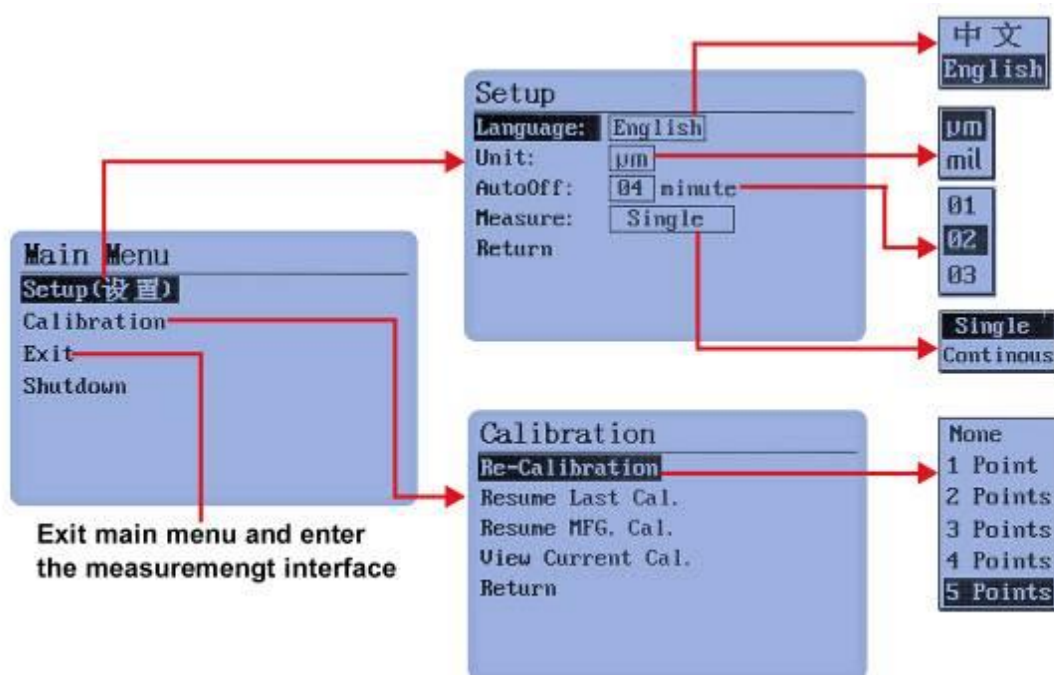 Main Menu
Setup(设置)
Calibration
Exit
Shutdown
Exit main menu and enter
the measuremengt interface
Setup
Language: English
Unit: µm
AutoOff: 04 minute
Measure: Single
Return
中文
English
µm
mil
01
02
03
Single
Continous
Calibration
Re-Calibration
Resume Last Cal.
Resume MFG. Cal.
View Current Cal.
Return
None
1 Point
2 Points
3 Points
4 Points
5 Points